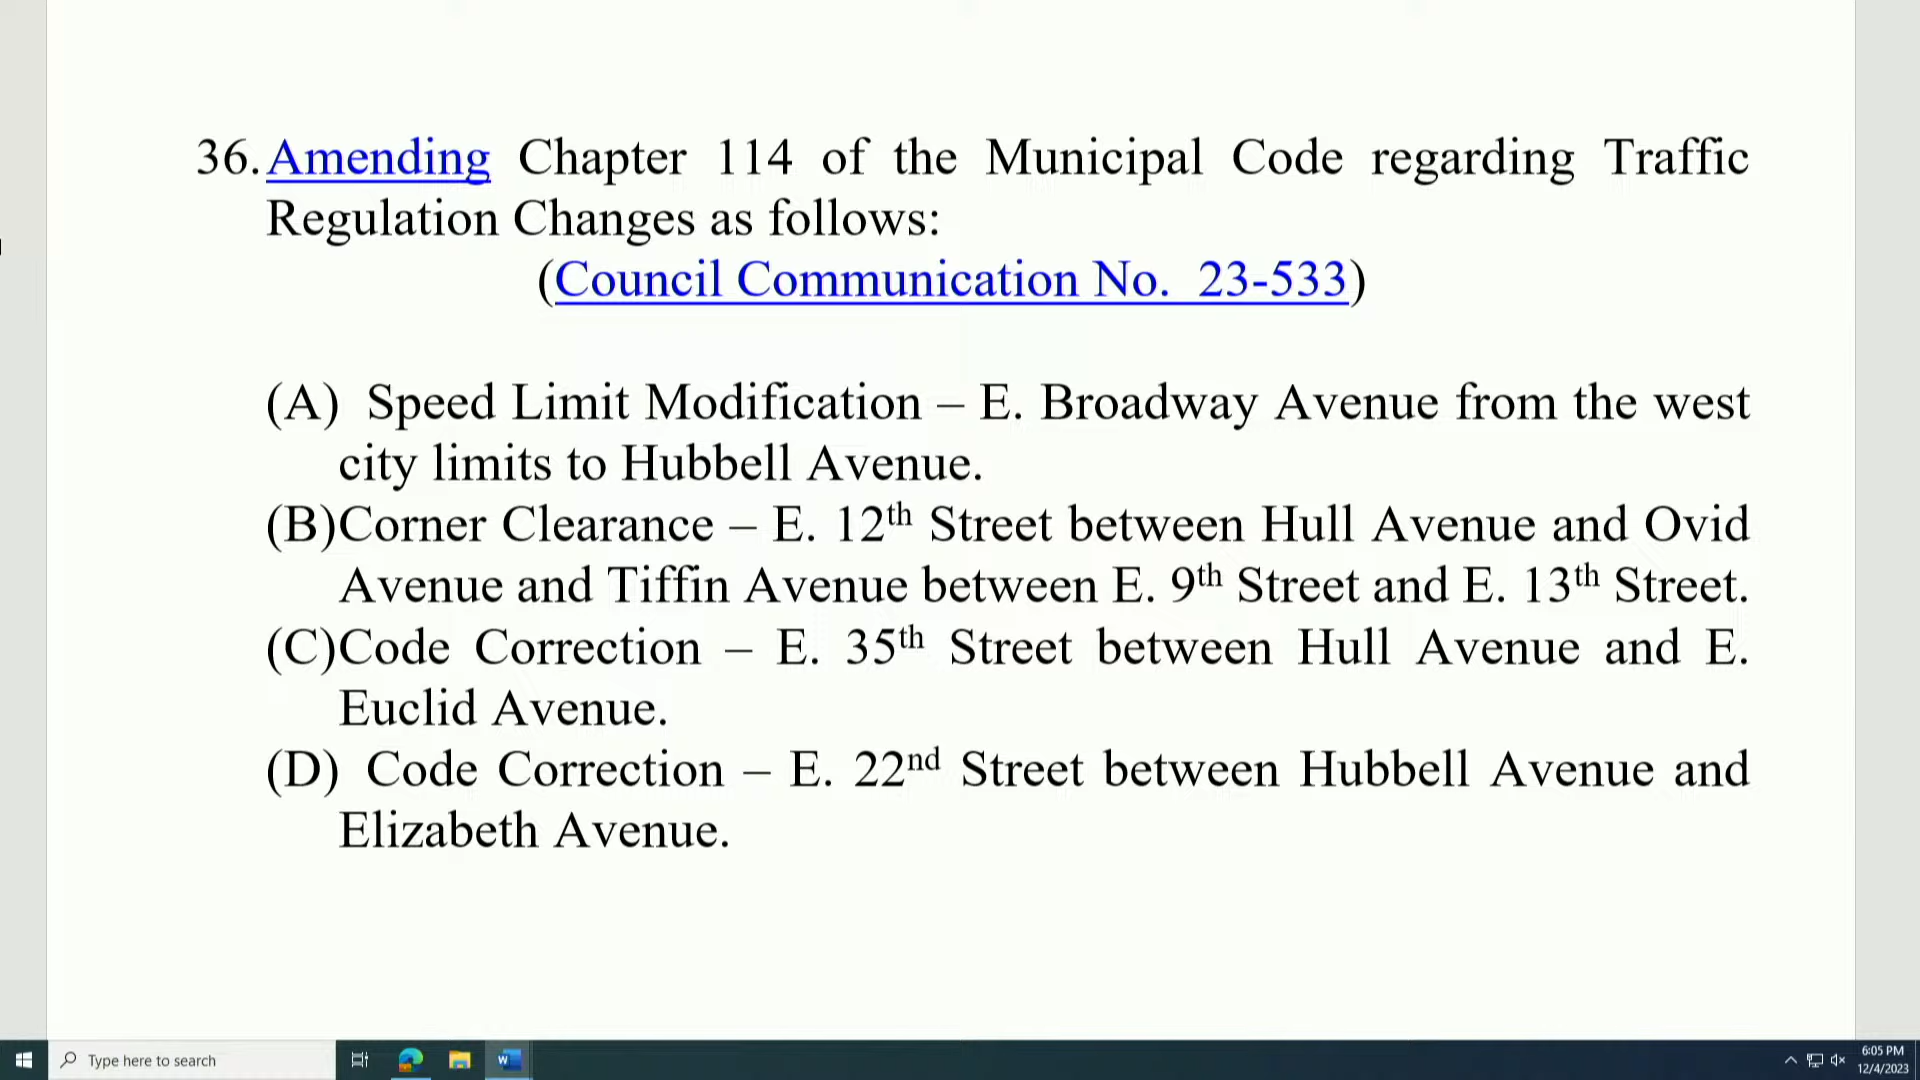 36. Amending Chapter 114 of the Municipal Code regarding Traffic
Regulation Changes as follows:
(Council Communication No.  23-533)
(A) Speed Limit Modification – E. Broadway Avenue from the west
city limits to Hubbell Avenue.
(B)Corner Clearance – E. 12th Street between Hull Avenue and Ovid
Avenue and Tiffin Avenue between E. 9th Street and E. 13th Street.
(C)Code Correction – E. 35th Street between Hull Avenue and E.
Euclid Avenue.
(D) Code Correction – E. 22nd Street between Hubbell Avenue and
Elizabeth Avenue.
Type here to search
W
6:05 PM
12/4/2023